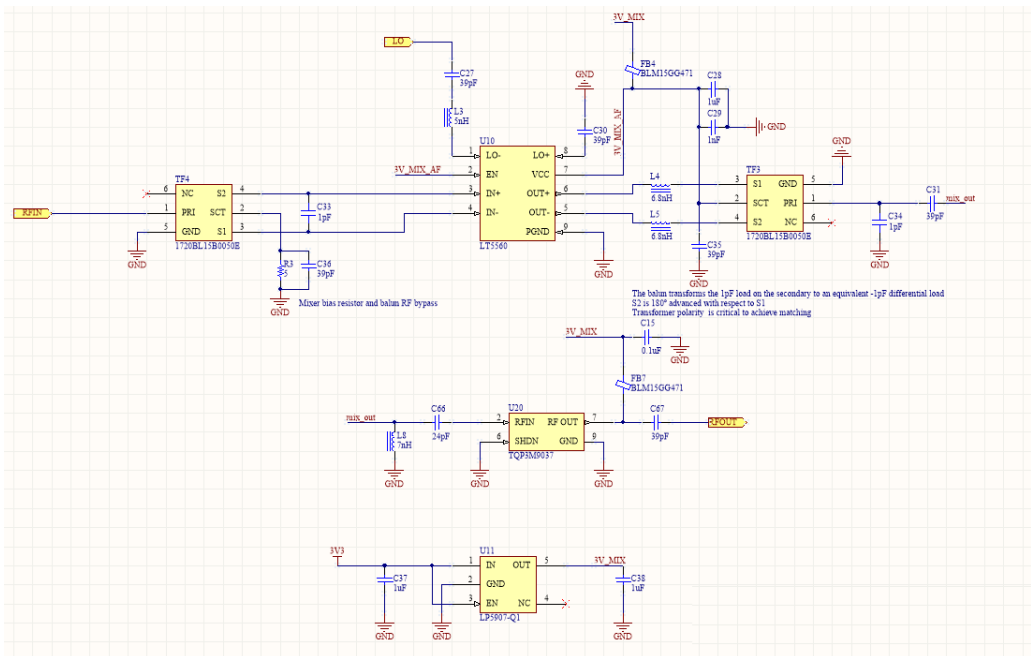 3V_MIX
LO
C27
39pF
FB4
BLM15GG471
GND
C28
1uF
L3
5nH
C29
1nF
GND
C30
39pF
3V_MIX_AF
U10
GND
1 LO- LO+ 8
3V_MIX_AF
2 EN VCC 7
TF4
L4
TF3
6 NC S2 4
3 IN+ OUT+ 6
6.8nH
3 S1 GND 5
RFIN
1 PRI SCT 2
C33
1pF
4 IN- OUT- 5
L5
6.8nH
2 SCT PRI 1
C31
39pF
mix_out
5 GND S1 3
PGND 9
4 S2 NC 6
C34
1pF
1720BL15B0050E
LT5560
1720BL15B0050E
GND
R3
5
C36
39pF
GND
C35
39pF
GND
GND
GND
Mixer bias resistor and balun RF bypass
The balun transforms the 1pF load on the secondary to an equivalent -1pF differential load
S2 is 180° advanced with respect to S1
Transformer polarity is critical to achieve matching
3V_MIX
C15
0.1uF
GND
FB7
BLM15GG471
mix_out
C66
24pF
U20
2 RFIN RF OUT 7
C67
39pF
RFOUT
L8
7nH
6 SHDN GND 9
TQP3M9037
GND
GND
GND
3V3
U11
1 IN OUT 5
3V_MIX
C37
1uF
2 GND
C38
1uF
3 EN NC 4
LP5907-Q1
GND
GND
GND